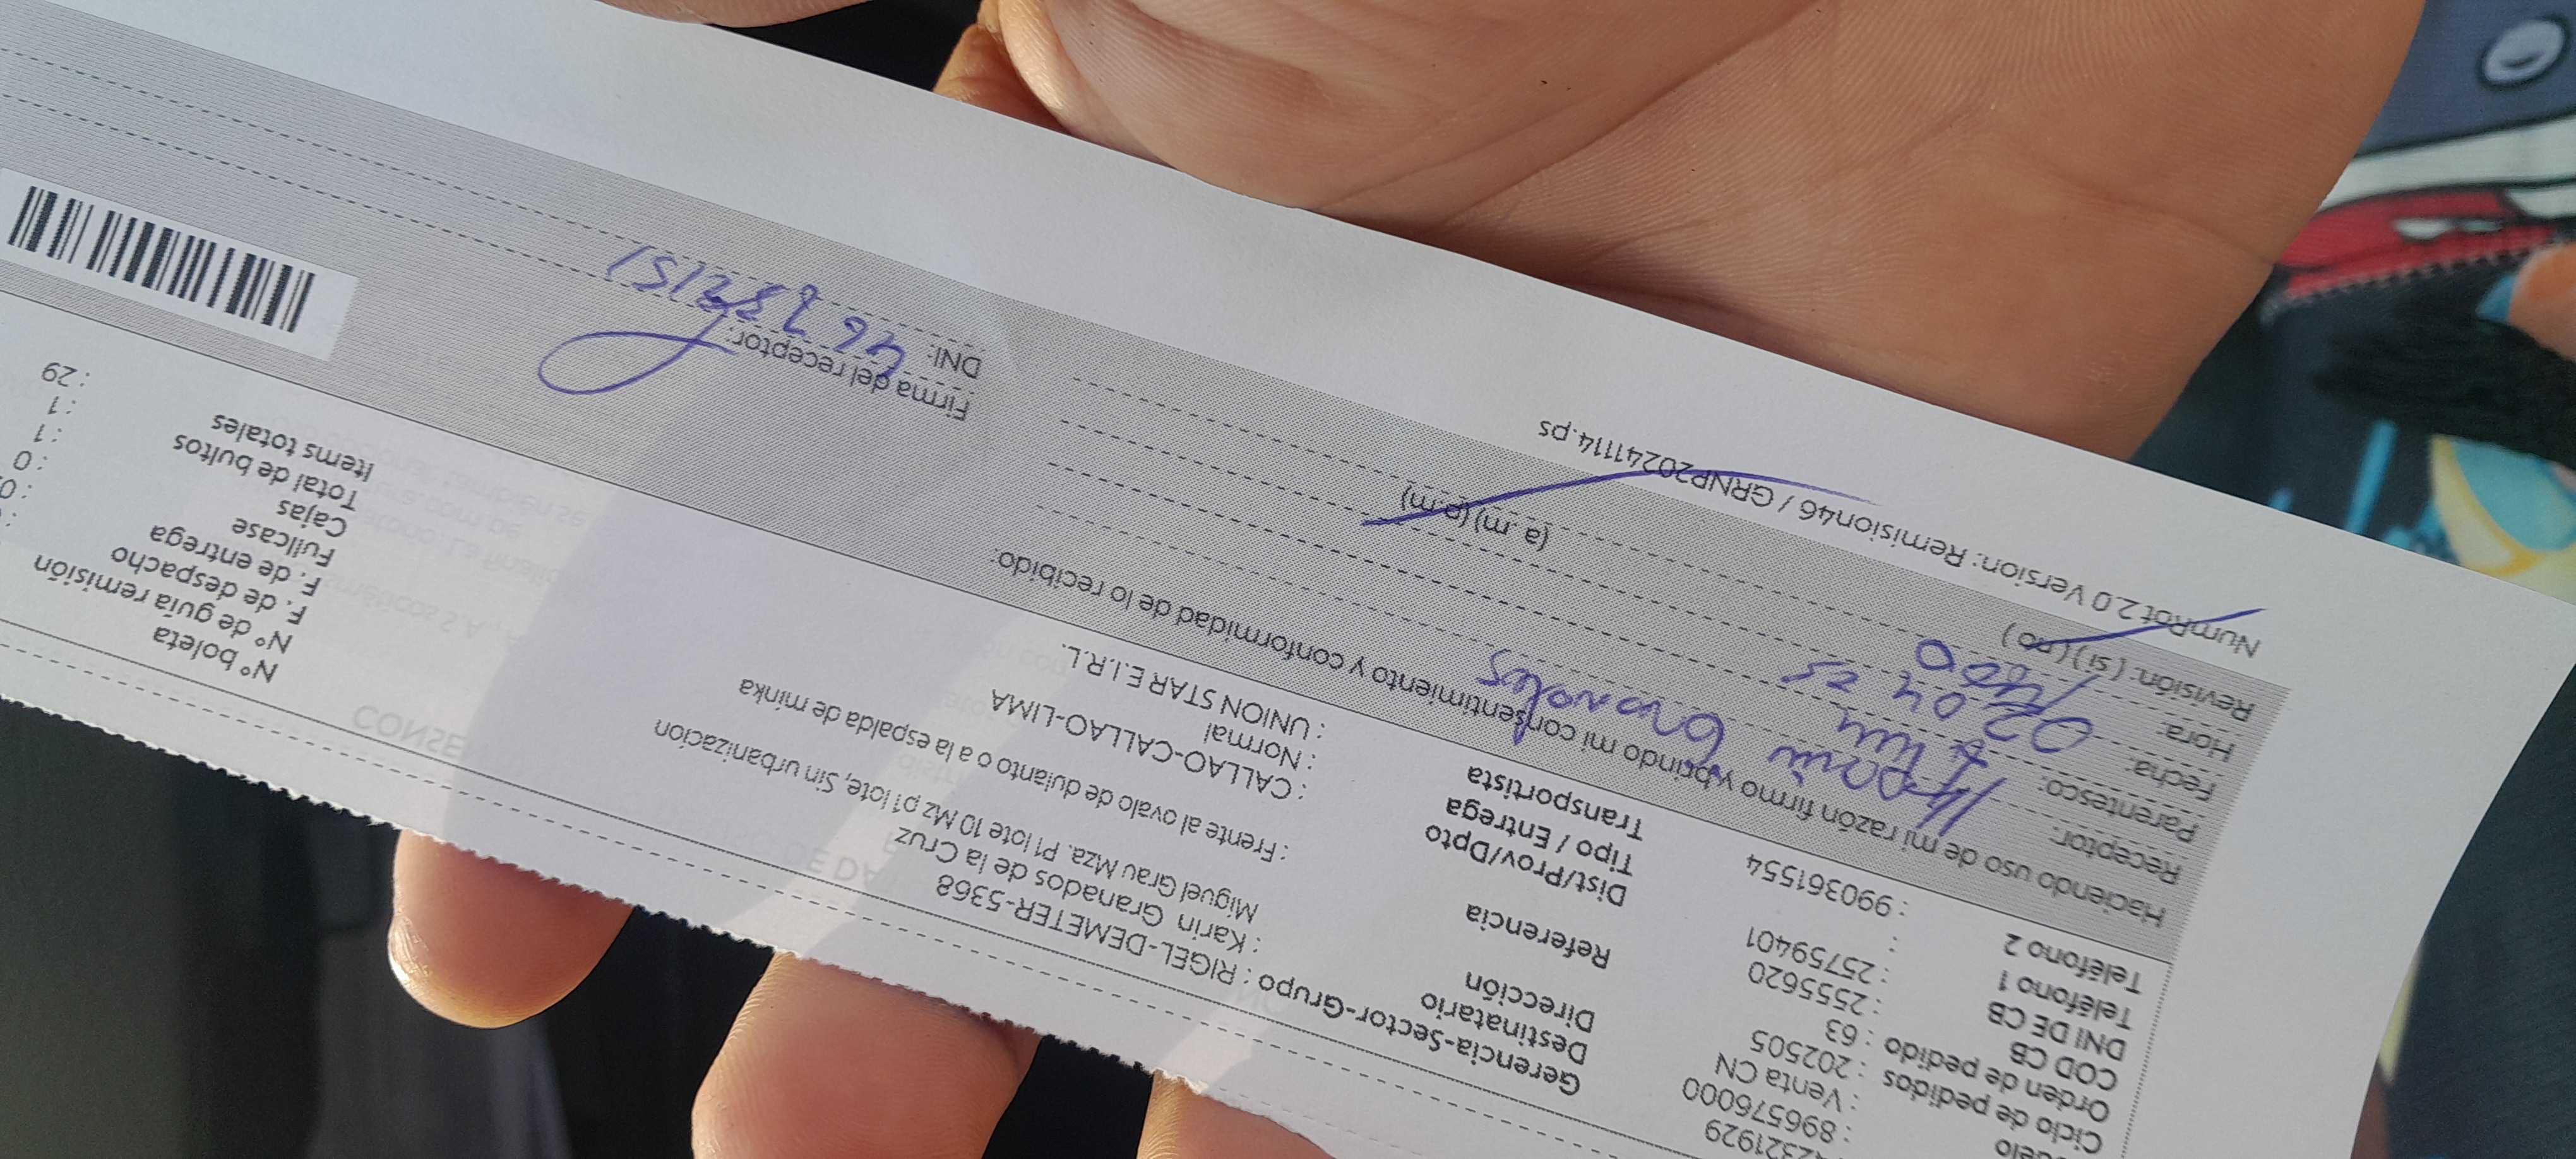 42321929
: 896576000
: Venta CN
Ciclo de pedidos : 202505
Orden de pedido : 63
COD CB : 2555620
DNI DE CB : 25759401
Teléfono 1 :
Teléfono 2 : 990361554
Gerencia-Sector-Grupo : RIGEL-DEMETER-5368
Destinatario : Karin Granados de la Cruz
Dirección Miguel Grau Mza. P1 lote 10 Mz p1 lote, Sin urbanizacion
Referencia : Frente al ovalo de duianto o a la espalda de minka
Dist/Prov/Dpto : CALLAO-CALLAO-LIMA
Tipo / Entrega : Normal
Transportista : UNION STAR E.I.R.L.
Nº boleta
Nº de guía remisión
F. de despacho
F. de entrega
Fullcase : 0
Cajas : 1
Total de bultos : 1
Items totales : 29
Haciendo uso de mi razón firmo y brindo mi consentimiento y conformidad de lo recibido:
Receptor: Granados
Parentesco:
Fecha: 02 04 25
Hora: (a .m) (p.m)
Revisión. ( si ) ( no )
Firma del receptor:
DNI:
NumRot 2.0 Version: Remision46 / GRNP20241114.ps